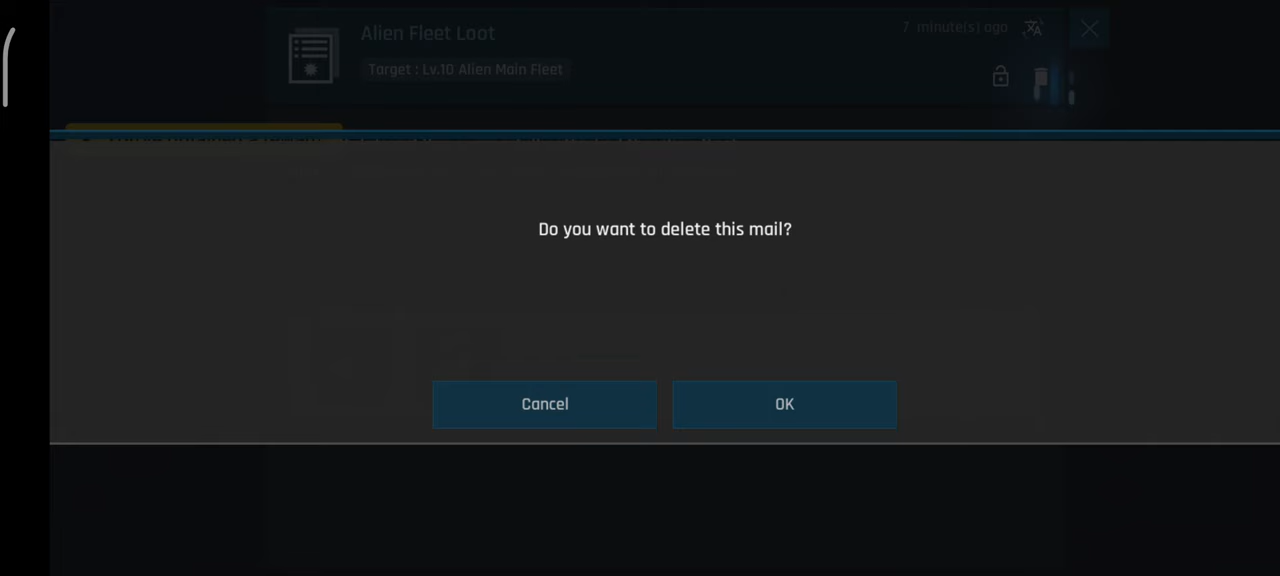 Alien Fleet Loot
7 minute(s) ago
Target : Lv.10 Alien Main Fleet
Do you want to delete this mail?
Cancel
OK